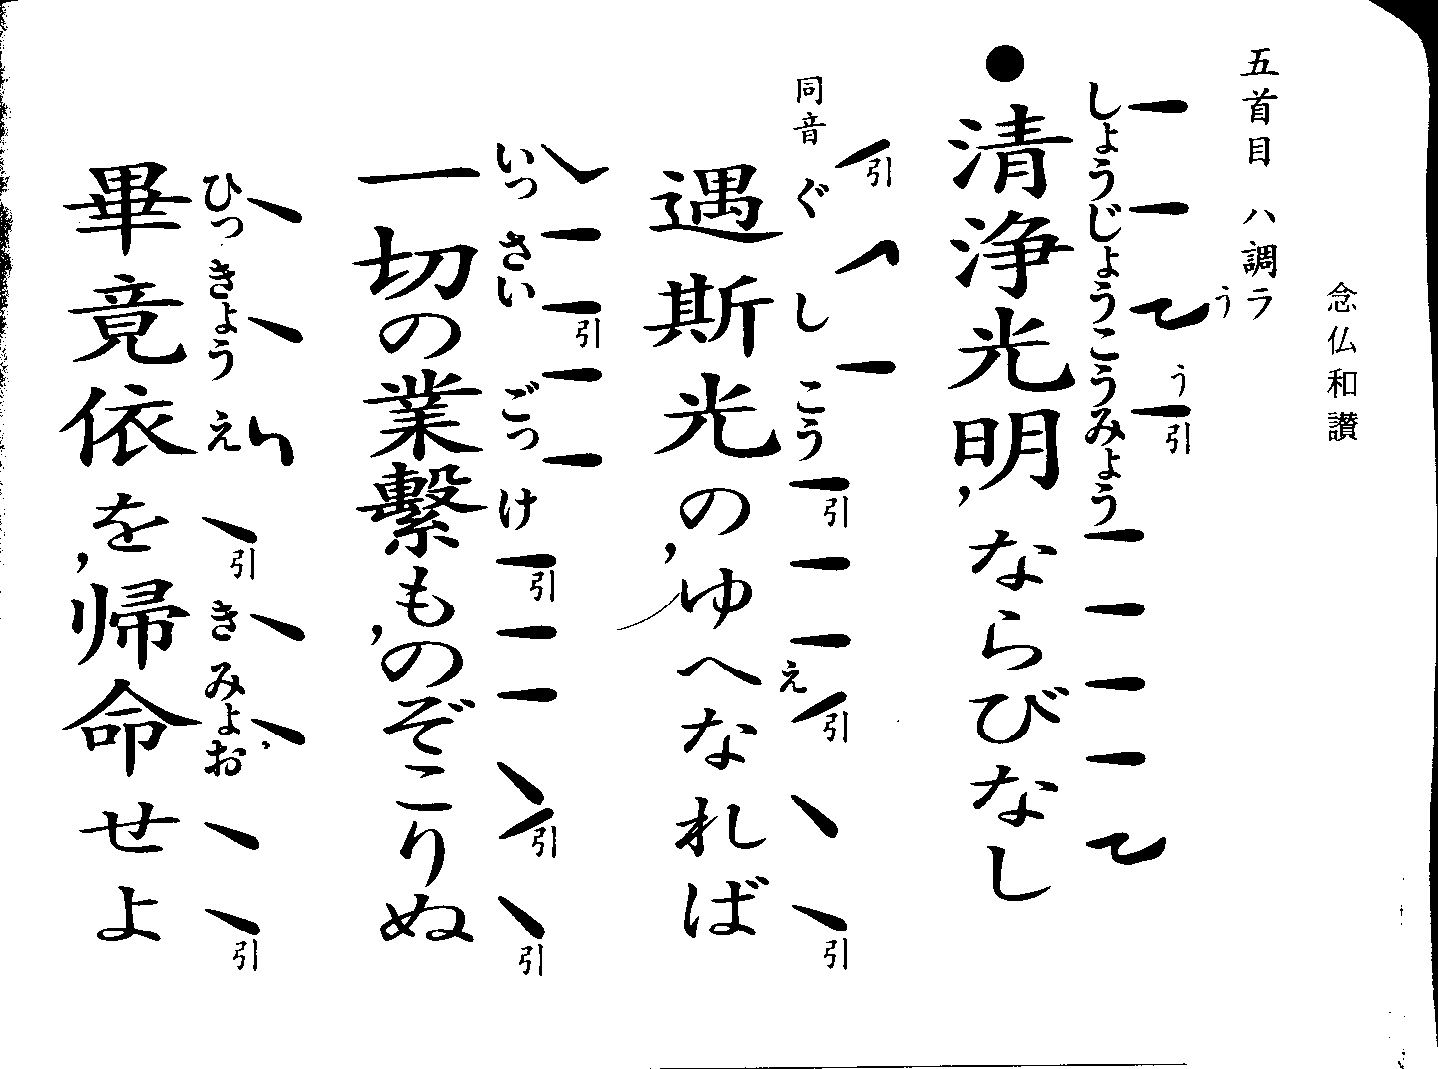 念仏和讃
五首目 ハ調ラ
しょうじょうこうみょう
う
う
引
清浄光明,ならびなし
同音
引
ぐしこう
引
え
引
引
遇斯光の,ゆへなれば
いっさい
引
ごっけ
引
引
引
一切の業繋も,のぞこりぬ
ひっきょうえ
引
きみょお
引
畢竟依を,帰命せよ